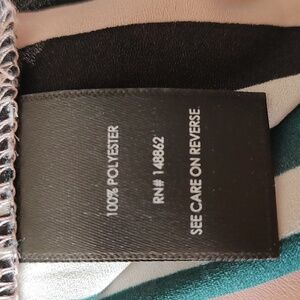 100% POLYESTER
RN# 148862
SEE CARE ON REVERSE